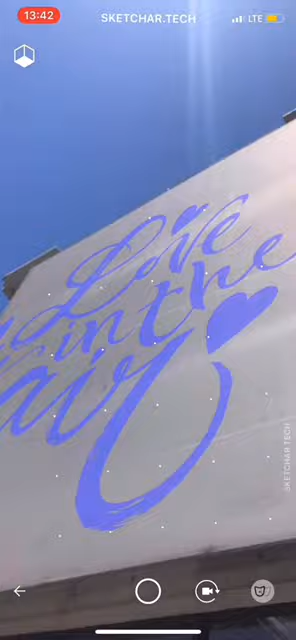 13:42
SKETCHAR.TECH
LTE
Love
in the
air
SKETCHAR.TECH